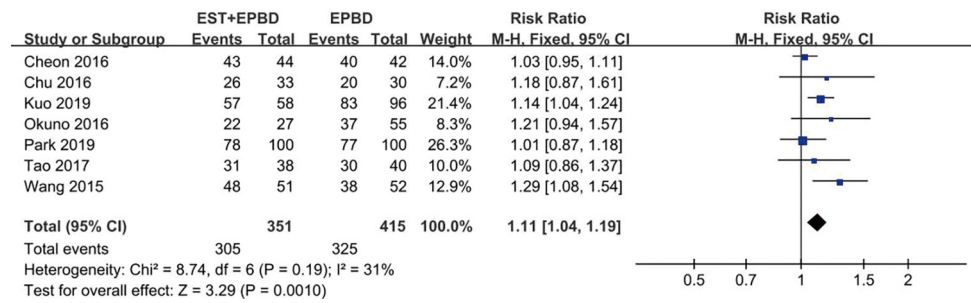 EST+EPBD EPBD Risk Ratio Risk Ratio
Study or Subgroup Events Total Events Total Weight M-H, Fixed, 95% CI M-H, Fixed, 95% CI
Cheon 2016 43 44 40 42 14.0% 1.03 [0.95, 1.11]
Chu 2016 26 33 20 30 7.2% 1.18 [0.87, 1.61]
Kuo 2019 57 58 83 96 21.4% 1.14 [1.04, 1.24]
Okuno 2016 22 27 37 55 8.3% 1.21 [0.94, 1.57]
Park 2019 78 100 77 100 26.3% 1.01 [0.87, 1.18]
Tao 2017 31 38 30 40 10.0% 1.09 [0.86, 1.37]
Wang 2015 48 51 38 52 12.9% 1.29 [1.08, 1.54]
Total (95% CI) 351 415 100.0% 1.11 [1.04, 1.19]
Total events 305 325
Heterogeneity: Chi² = 8.74, df = 6 (P = 0.19); I² = 31%
Test for overall effect: Z = 3.29 (P = 0.0010)
0.5 0.7 1 1.5 2